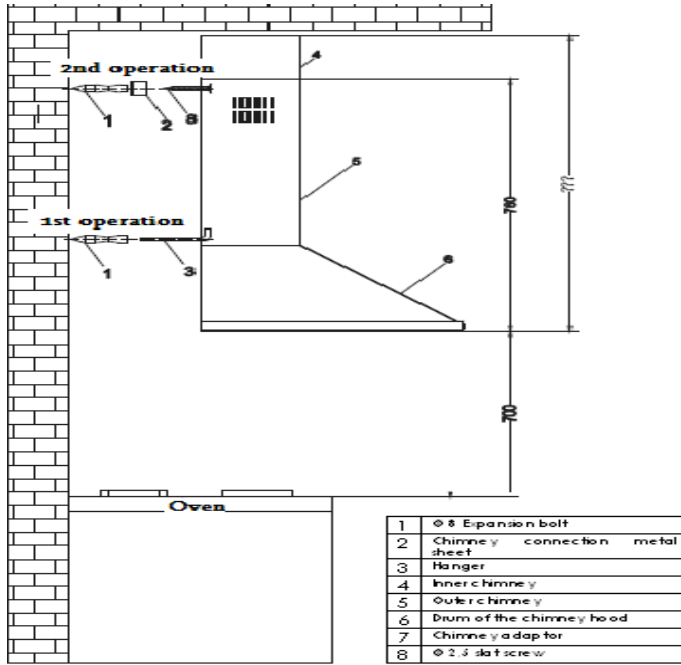 4
2nd operation
1
2
8
5
???
780
1st operation
1
3
6
700
Oven
1 Ø 8 Expansion bolt
2 Chimney connection metal
sheet
3 Hanger
4 Inner chimney
5 Outer chimney
6 Drum of the chimney hood
7 Chimney adaptor
8 Ø 2,5 slat screw